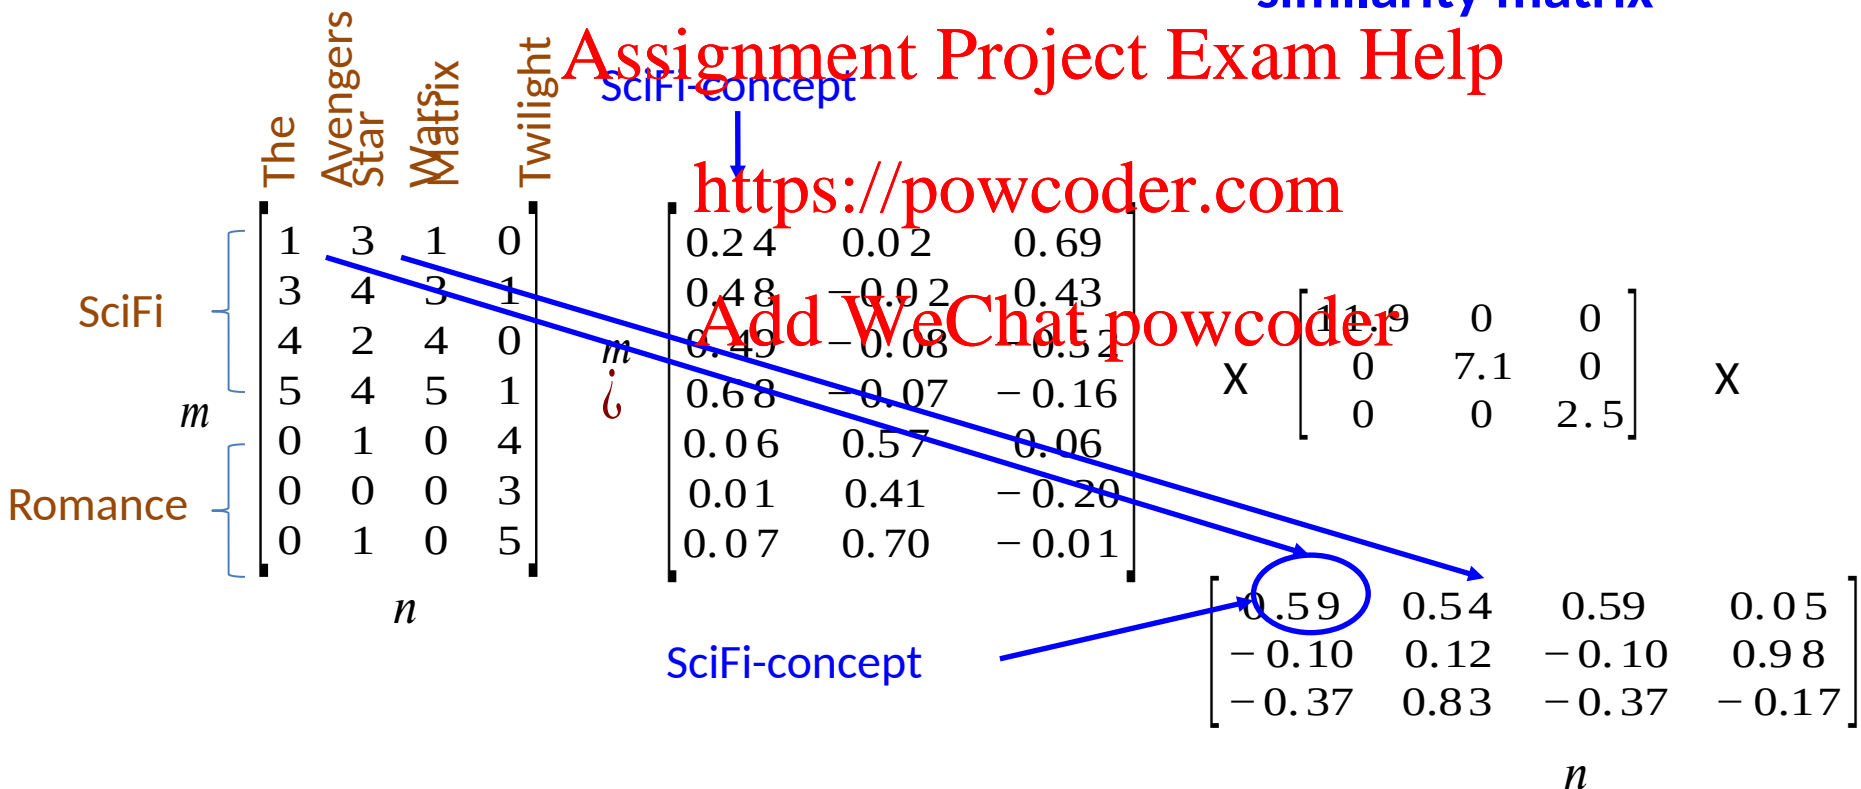 similarity matrix
Assignment Project Exam Help
SciFi-concept
The
Avengers
Star
Wars
Matrix
Twilight
https://powcoder.com
Add WeChat powcoder
SciFi
Romance
m
n
1 3 1 0
3 4 3 1
4 2 4 0
5 4 5 1
0 1 0 4
0 0 0 3
0 1 0 5
m
¿
0.24 0.02 0.69
0.48 −0.02 0.43
0.49 −0.08 −0.52
0.68 −0.07 −0.16
0.06 0.57 0.06
0.01 0.41 −0.20
0.07 0.70 −0.01
X
11.9 0 0
0 7.1 0
0 0 2.5
X
SciFi-concept
0.59 0.54 0.59 0.05
−0.10 0.12 −0.10 0.98
−0.37 0.83 −0.37 −0.17
n